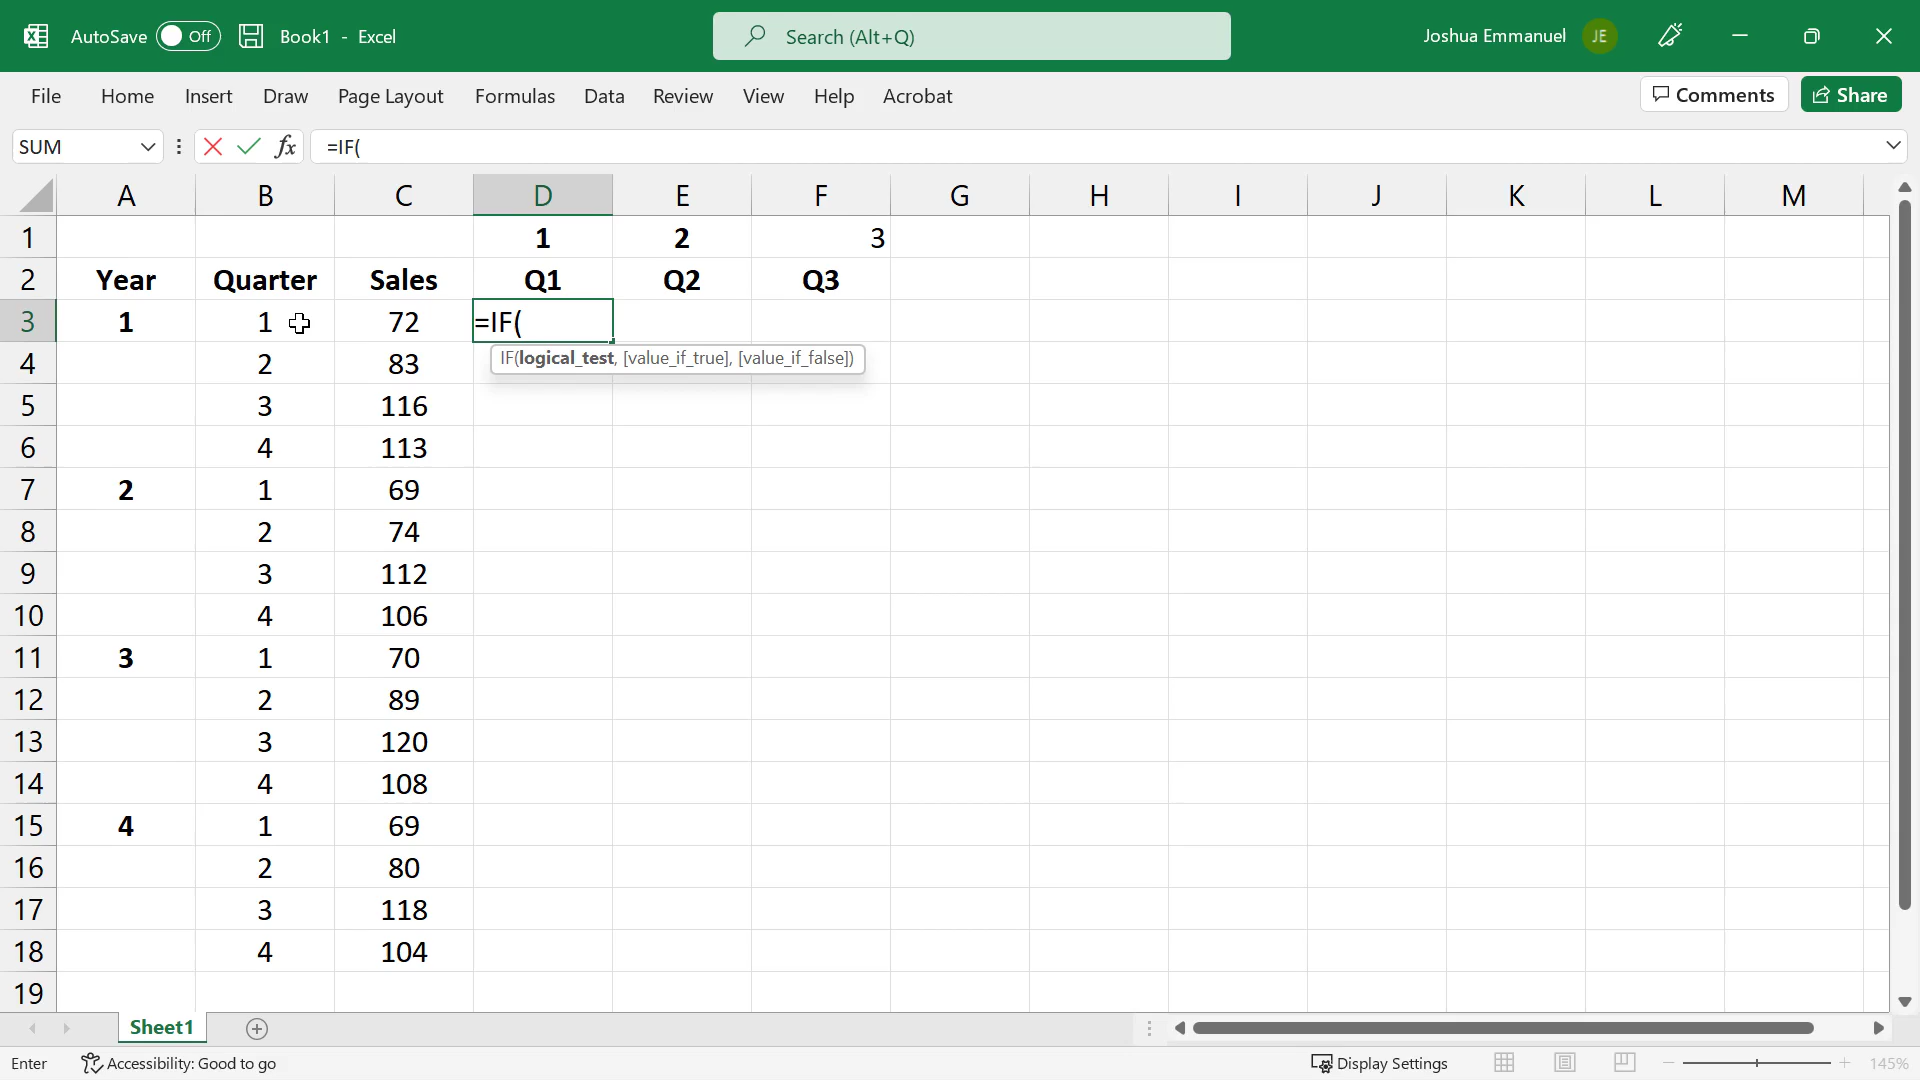 AutoSave Off Book1 - Excel Search (Alt+Q) Joshua Emmanuel JE
File Home Insert Draw Page Layout Formulas Data Review View Help Acrobat Comments Share
SUM fx =IF(
A B C D E F G H I J K L M
1 1 2 3
2 Year Quarter Sales Q1 Q2 Q3
3 1 1 72 =IF(
IF(logical_test, [value_if_true], [value_if_false])
4 2 83
5 3 116
6 4 113
7 2 1 69
8 2 74
9 3 112
10 4 106
11 3 1 70
12 2 89
13 3 120
14 4 108
15 4 1 69
16 2 80
17 3 118
18 4 104
19
Sheet1
Enter Accessibility: Good to go Display Settings 145%